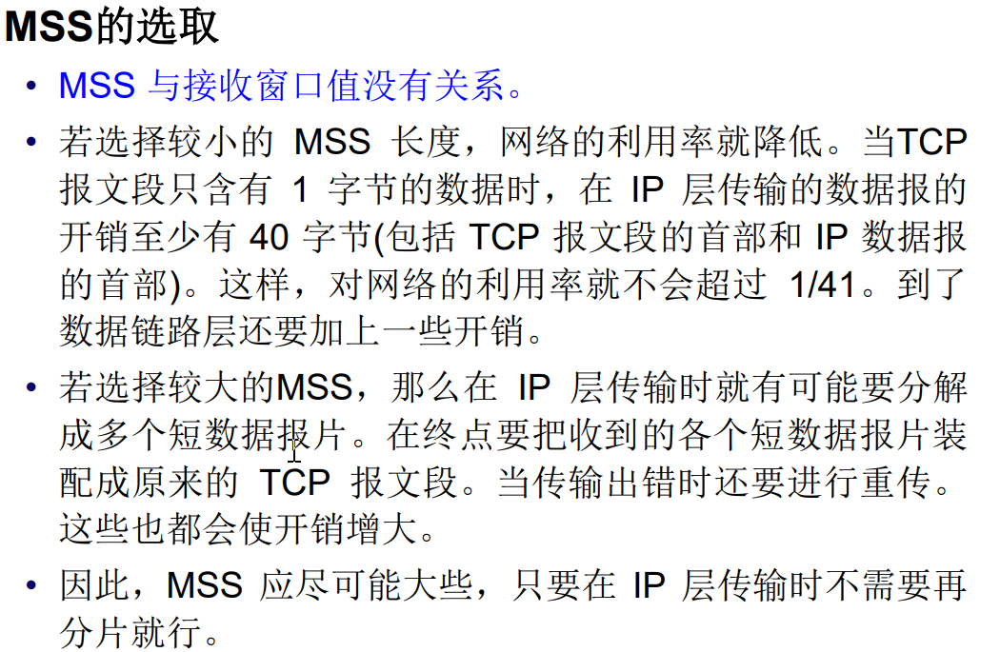 MSS的选取
• MSS 与接收窗口值没有关系。
• 若选择较小的 MSS 长度，网络的利用率就降低。当TCP
报文段只含有 1 字节的数据时，在 IP 层传输的数据报的
开销至少有 40 字节(包括 TCP 报文段的首部和 IP 数据报
的首部)。这样，对网络的利用率就不会超过 1/41。到了
数据链路层还要加上一些开销。
• 若选择较大的MSS，那么在 IP 层传输时就有可能要分解
成多个短数据报片。在终点要把收到的各个短数据报片装
配成原来的 TCP 报文段。当传输出错时还要进行重传。
这些也都会使开销增大。
• 因此，MSS 应尽可能大些，只要在 IP 层传输时不需要再
分片就行。